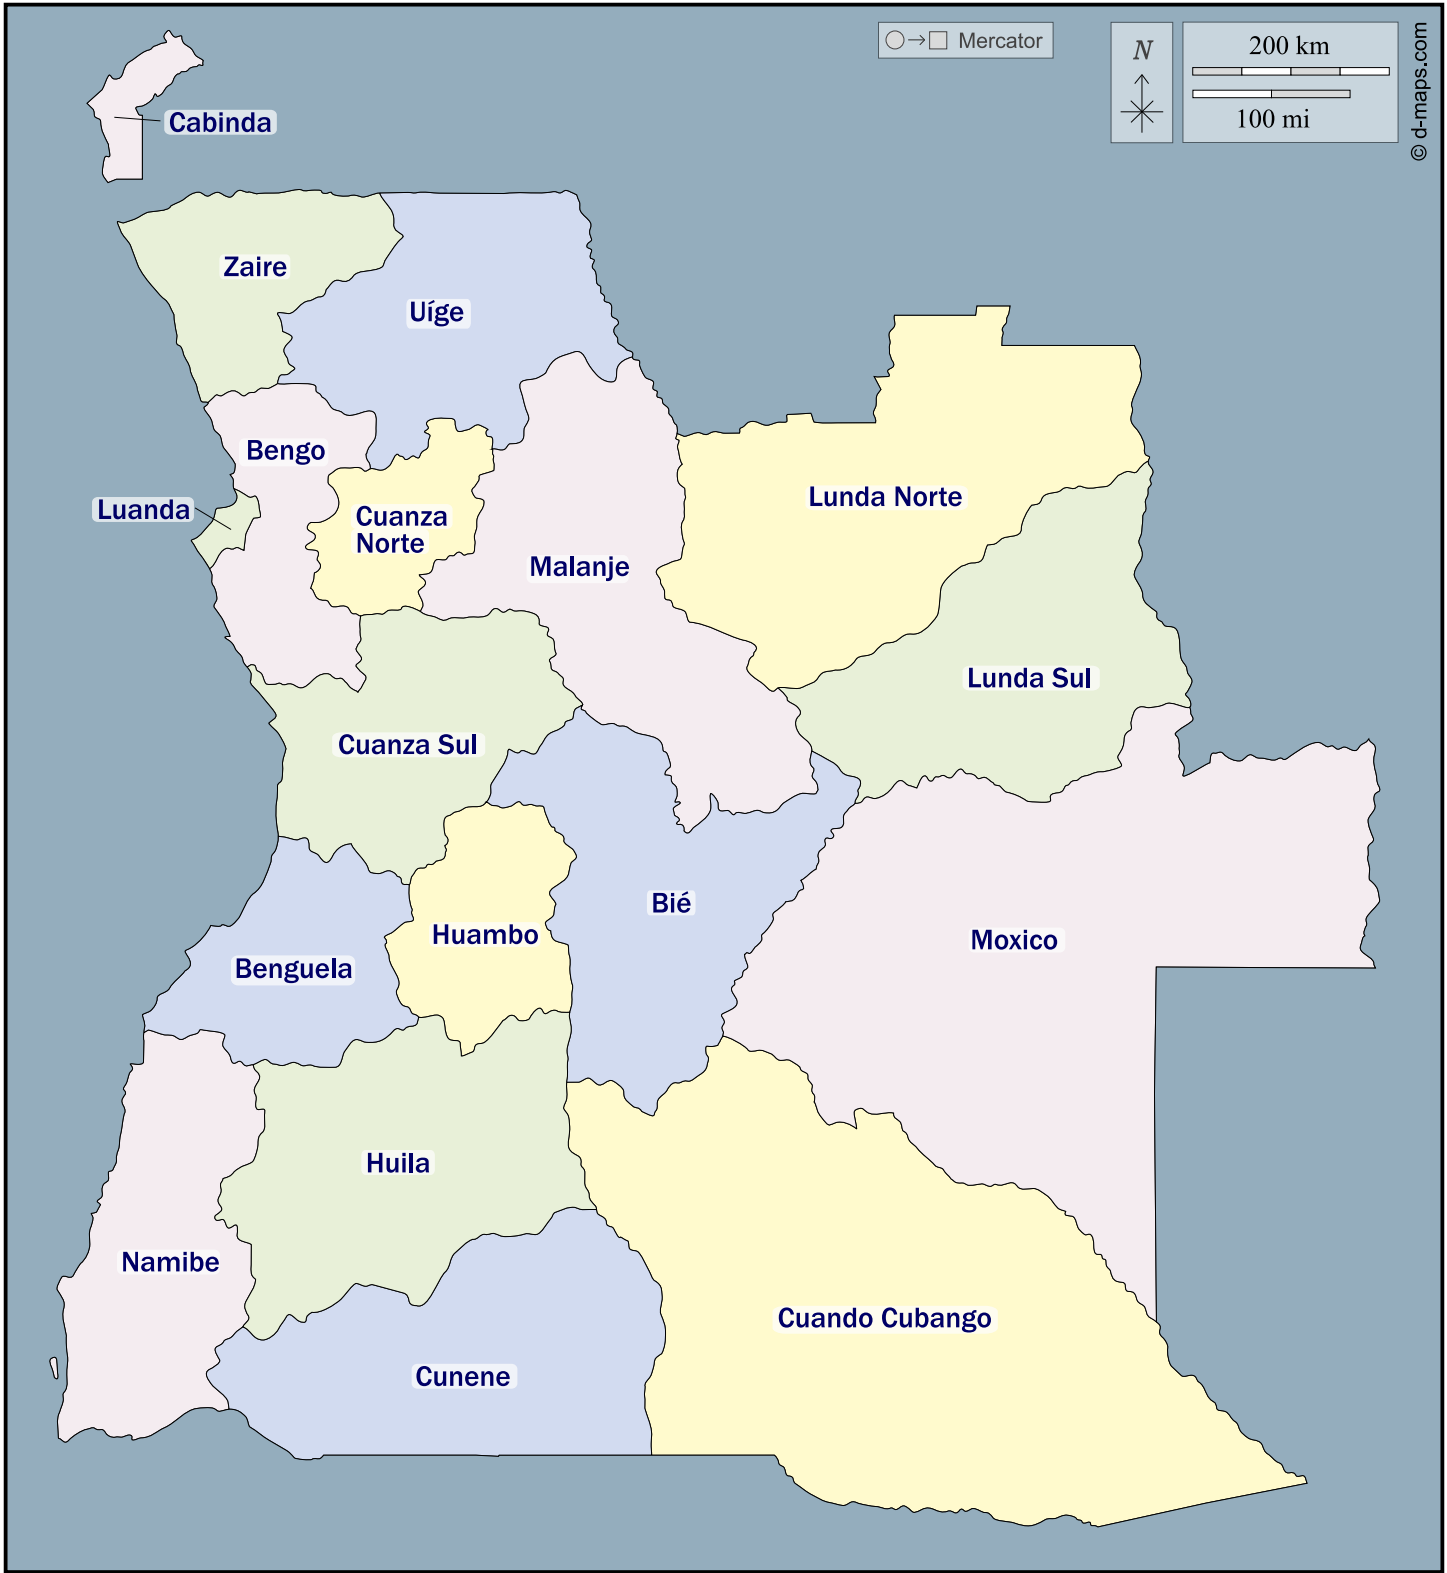 Mercator
N
200 km
100 mi
© d-maps.com
Cabinda
Zaire
Uíge
Bengo
Luanda
Cuanza
Norte
Lunda Norte
Malanje
Lunda Sul
Cuanza Sul
Bié
Huambo
Moxico
Benguela
Huila
Namibe
Cuando Cubango
Cunene